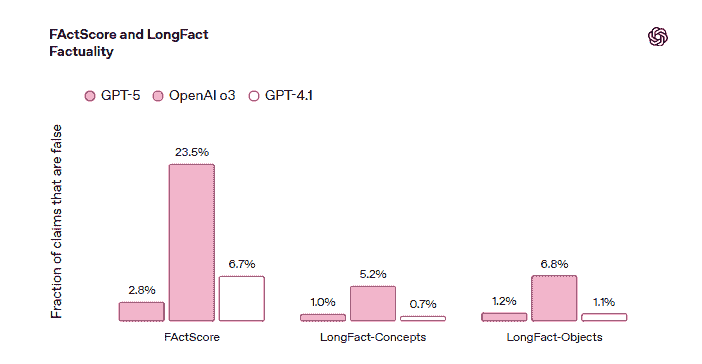 FActScore and LongFact
Factuality
GPT-5 OpenAI o3 GPT-4.1
Fraction of claims that are false
23.5%
6.7%
2.8%
5.2%
1.0%
0.7%
6.8%
1.2%
1.1%
FActScore
LongFact-Concepts
LongFact-Objects